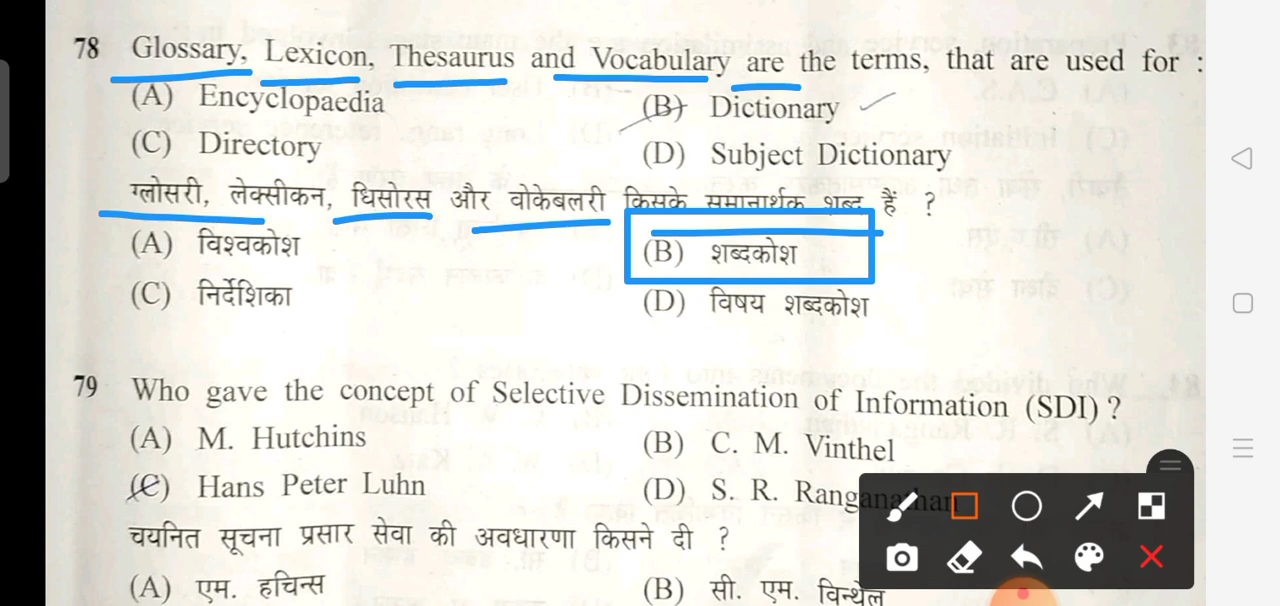 78 Glossary, Lexicon, Thesaurus and Vocabulary are the terms, that are used for :
(A) Encyclopaedia (B) Dictionary
(C) Directory (D) Subject Dictionary
ग्लोसरी, लेक्सीकन, थिसोरस और वोकेबलरी किसके समानार्थक शब्द हैं ?
(A) विश्वकोश (B) शब्दकोश
(C) निर्देशिका (D) विषय शब्दकोश
79 Who gave the concept of Selective Dissemination of Information (SDI) ?
(A) M. Hutchins (B) C. M. Vinthel
(C) Hans Peter Luhn (D) S. R. Ranganathan
चयनित सूचना प्रसार सेवा की अवधारणा किसने दी ?
(A) एम. हचिन्स (B) सी. एम. विन्थेल